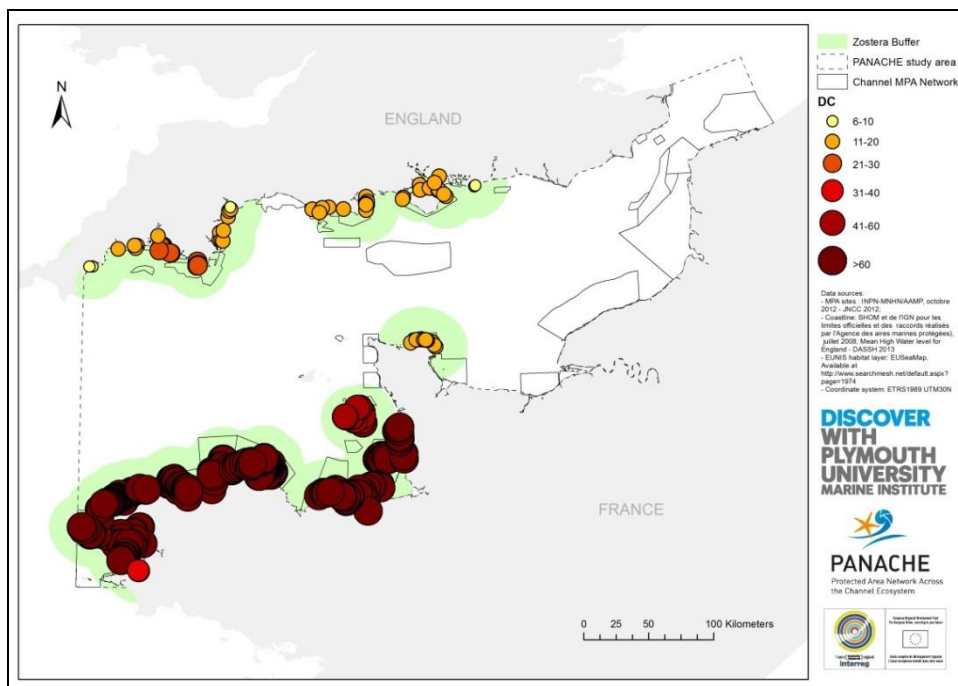 N
ENGLAND
FRANCE
0 25 50 100 Kilometers
Zostera Buffer
PANACHE study area
Channel MPA Network
DC
6-10
11-20
21-30
31-40
41-60
>60
Data sources:
- MPA sites : INPN-MNHN/AAMP, octobre
2012 - JNCC 2012;
- Coastline: SHOM et de l'IGN pour les
limites officielles et des raccords réalisés
par l'Agence des aires marines protégées),
juillet 2008; Mean High Water level for
England - DASSH 2013
- EUNIS habitat layer: EUSeaMap.
Available at
http://www.searchmesh.net/default.aspx?
page=1974
- Coordinate system: ETRS1989 UTM30N
DISCOVER
WITH
PLYMOUTH
UNIVERSITY
MARINE INSTITUTE
PANACHE
Protected Area Network Across
the Channel Ecosystem
interreg